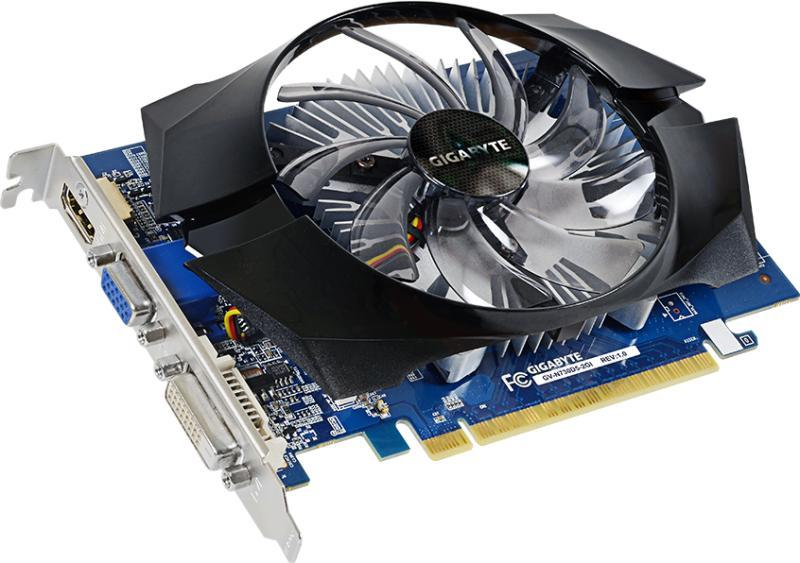 GIGABYTE
GIGABYTE
FC
GV-N730D5-2GI REV:1.0